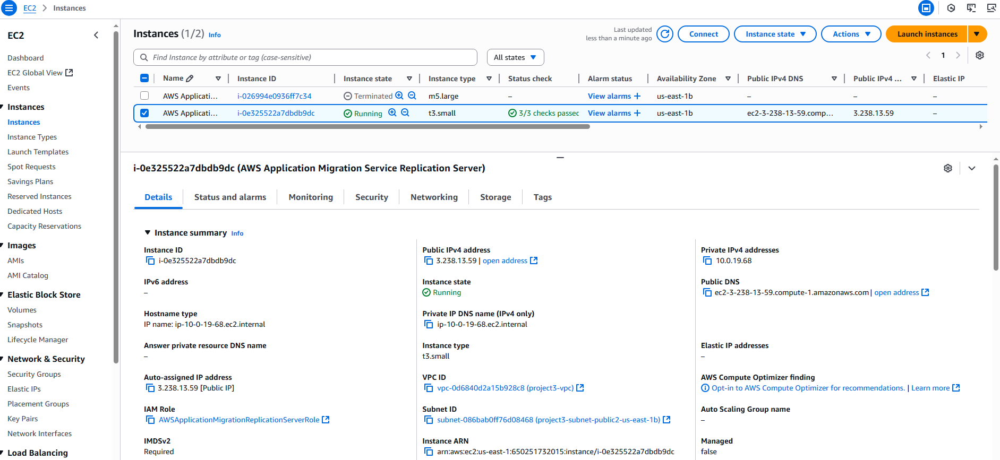 EC2 > Instances
EC2
Dashboard
EC2 Global View
Events
Instances
Instances
Instance Types
Launch Templates
Spot Requests
Savings Plans
Reserved Instances
Dedicated Hosts
Capacity Reservations
Images
AMIs
AMI Catalog
Elastic Block Store
Volumes
Snapshots
Lifecycle Manager
Network & Security
Security Groups
Elastic IPs
Placement Groups
Key Pairs
Network Interfaces
Load Balancing
Instances (1/2) Info
Last updated
less than a minute ago
Connect
Instance state
Actions
Launch instances
Find Instance by attribute or tag (case-sensitive)
All states
1
Name Instance ID Instance state Instance type Status check Alarm status Availability Zone Public IPv4 DNS Public IPv4 ... Elastic IP
AWS Applicati... i-026994e0936ff7c34 Terminated m5.large – View alarms + us-east-1b – – –
AWS Applicati... i-0e325522a7dbdb9dc Running t3.small 3/3 checks passec View alarms + us-east-1b ec2-3-238-13-59.comp... 3.238.13.59 –
i-0e325522a7dbdb9dc (AWS Application Migration Service Replication Server)
Details Status and alarms Monitoring Security Networking Storage Tags
Instance summary Info
Instance ID
i-0e325522a7dbdb9dc
Public IPv4 address
3.238.13.59 | open address
Private IPv4 addresses
10.0.19.68
IPv6 address
–
Instance state
Running
Public DNS
ec2-3-238-13-59.compute-1.amazonaws.com | open address
Hostname type
IP name: ip-10-0-19-68.ec2.internal
Private IP DNS name (IPv4 only)
ip-10-0-19-68.ec2.internal
Answer private resource DNS name
–
Instance type
t3.small
Elastic IP addresses
–
Auto-assigned IP address
3.238.13.59 [Public IP]
VPC ID
vpc-0d6840d2a15b928c8 (project3-vpc)
AWS Compute Optimizer finding
Opt-in to AWS Compute Optimizer for recommendations. | Learn more
IAM Role
AWSApplicationMigrationReplicationServerRole
Subnet ID
subnet-086bab0ff76d08468 (project3-subnet-public2-us-east-1b)
Auto Scaling Group name
–
IMDSv2
Required
Instance ARN
arn:aws:ec2:us-east-1:650251732015:instance/i-0e325522a7dbdb9dc
Managed
false